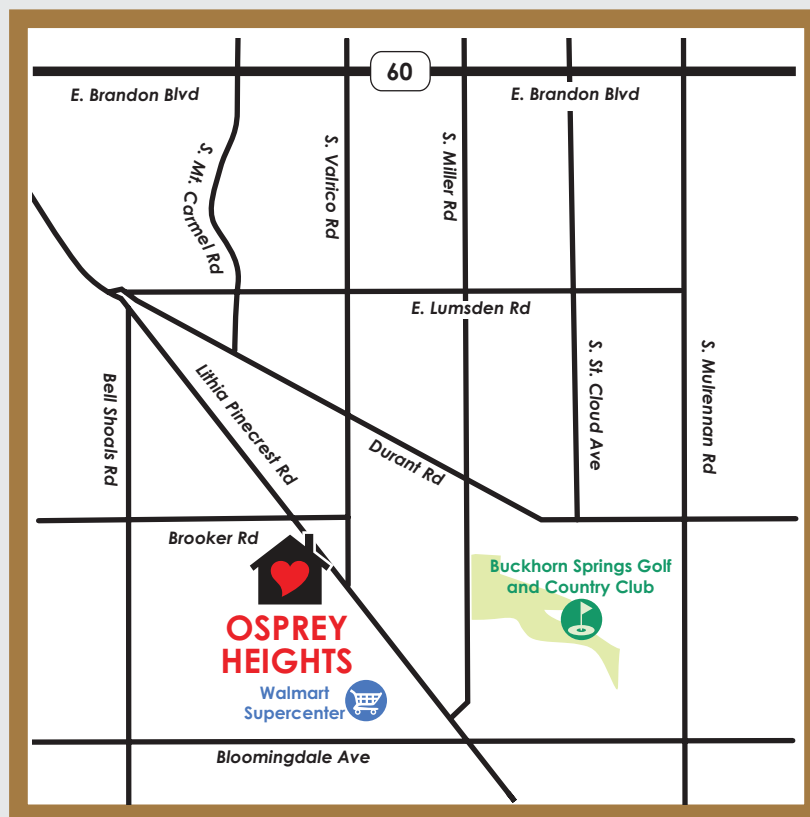 60
E. Brandon Blvd
E. Brandon Blvd
S. Mt. Carmel Rd
S. Valrico Rd
S. Miller Rd
E. Lumsden Rd
Bell Shoals Rd
Lithia Pinecrest Rd
Durant Rd
S. St. Cloud Ave
S. Mulrennan Rd
Brooker Rd
Buckhorn Springs Golf
and Country Club
OSPREY
HEIGHTS
Walmart
Supercenter
Bloomingdale Ave